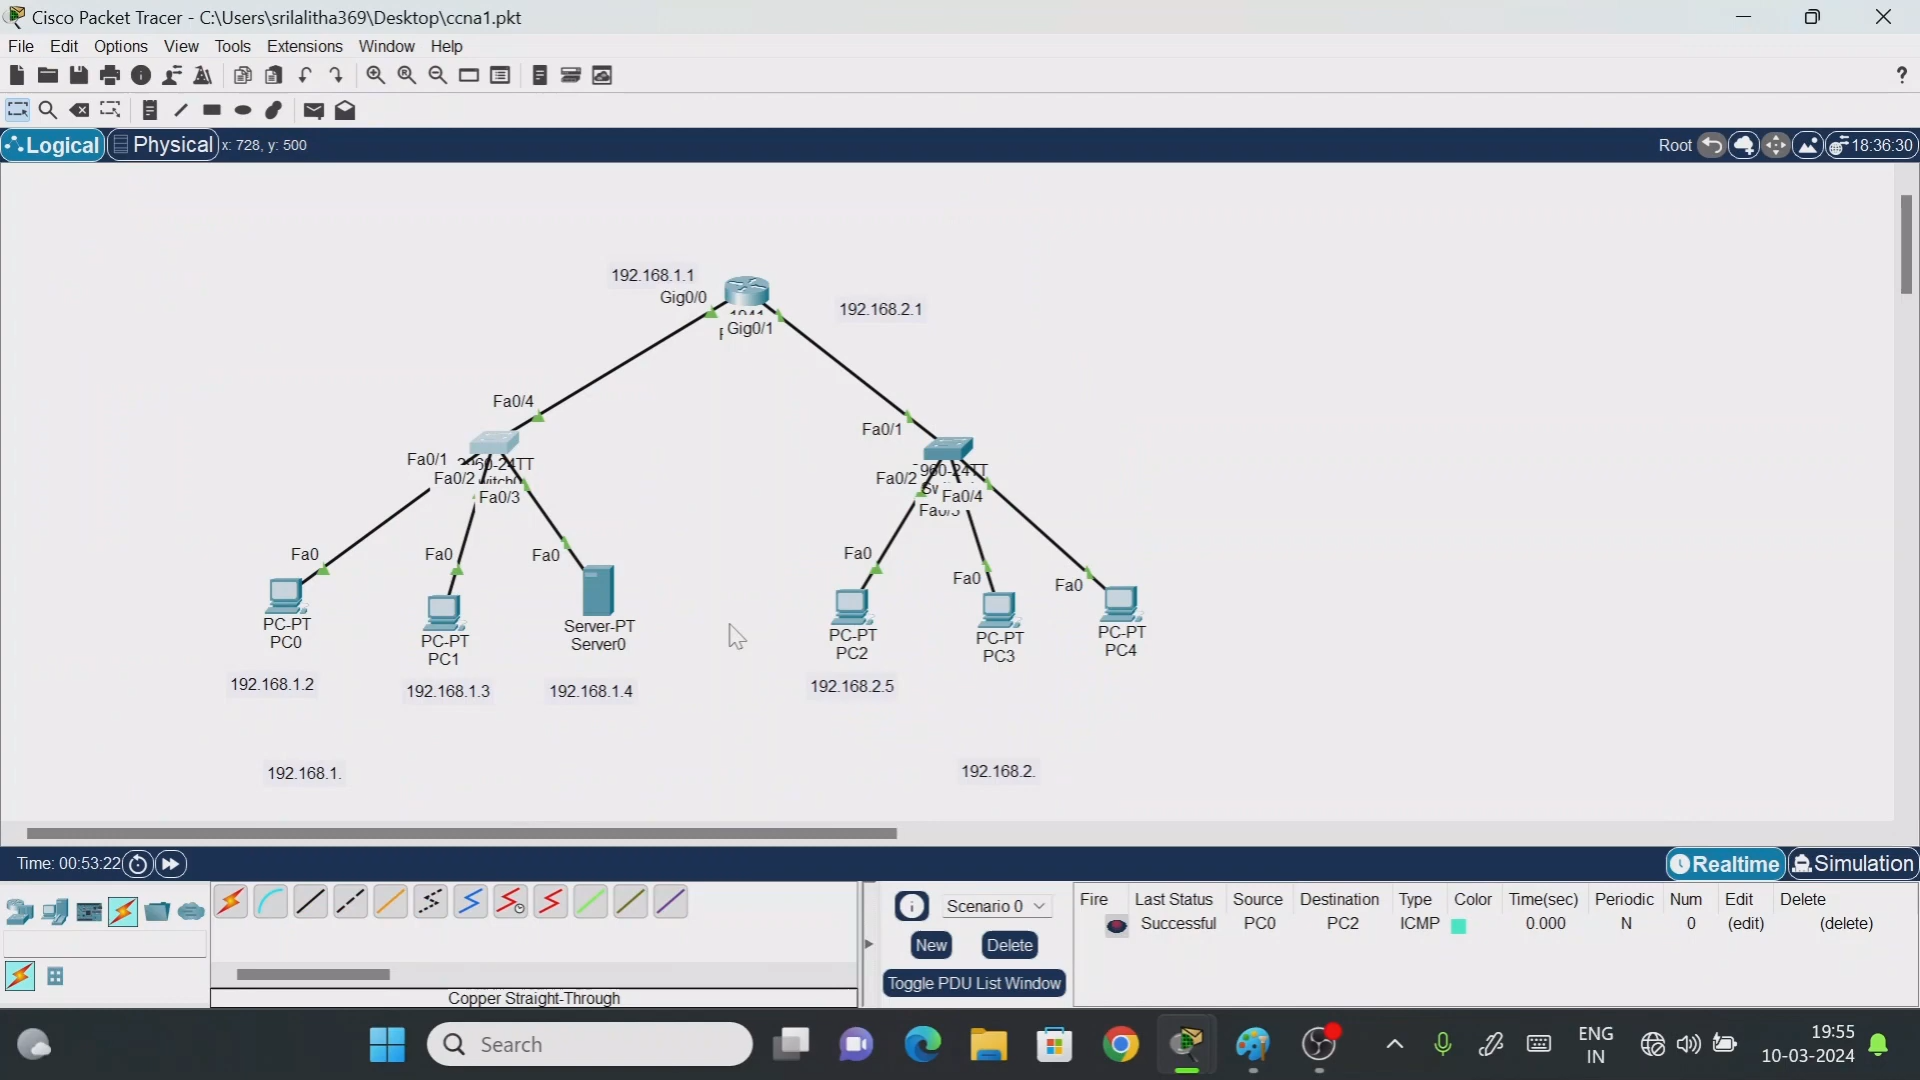 Cisco Packet Tracer - C:\Users\srilalitha369\Desktop\ccna1.pkt
File Edit Options View Tools Extensions Window Help
?
Logical Physical x: 728, y: 500 Root 18:36:30
192.168.1.1
Gig0/0
192.168.2.1
Gig0/1
Fa0/4
Fa0/1
Fa0/1
Fa0/2
Fa0/3
Fa0/2
Fa0/4
Fa0
Fa0
Fa0
Fa0
Fa0
Fa0
PC-PT
PC0
PC-PT
PC1
Server-PT
Server0
PC-PT
PC2
PC-PT
PC3
PC-PT
PC4
192.168.1.2
192.168.1.3
192.168.1.4
192.168.2.5
192.168.1.
192.168.2.
Time: 00:53:22 Realtime Simulation
Scenario 0
New Delete
Toggle PDU List Window
Fire Last Status Source Destination Type Color Time(sec) Periodic Num Edit Delete
Successful PC0 PC2 ICMP 0.000 N 0 (edit) (delete)
Copper Straight-Through
Search
ENG
IN
19:55
10-03-2024